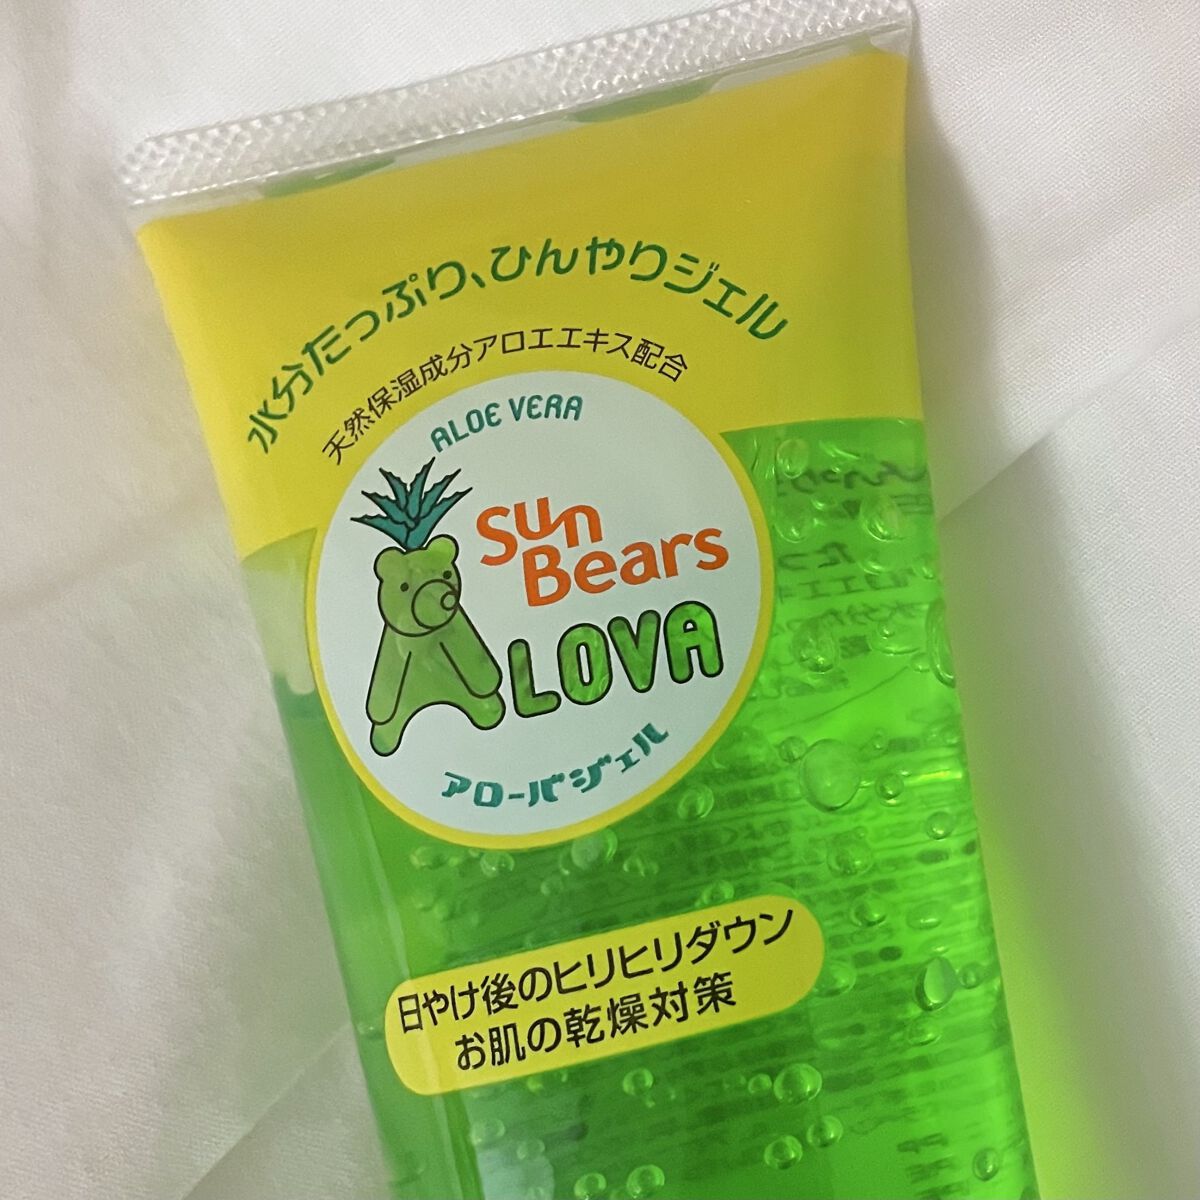 水分たっぷり、ひんやりジェル
天然保湿成分アロエエキス配合
ALOE VERA
Sun
Bears
ALOVA
アローバジェル
日やけ後のヒリヒリダウン
お肌の乾燥対策